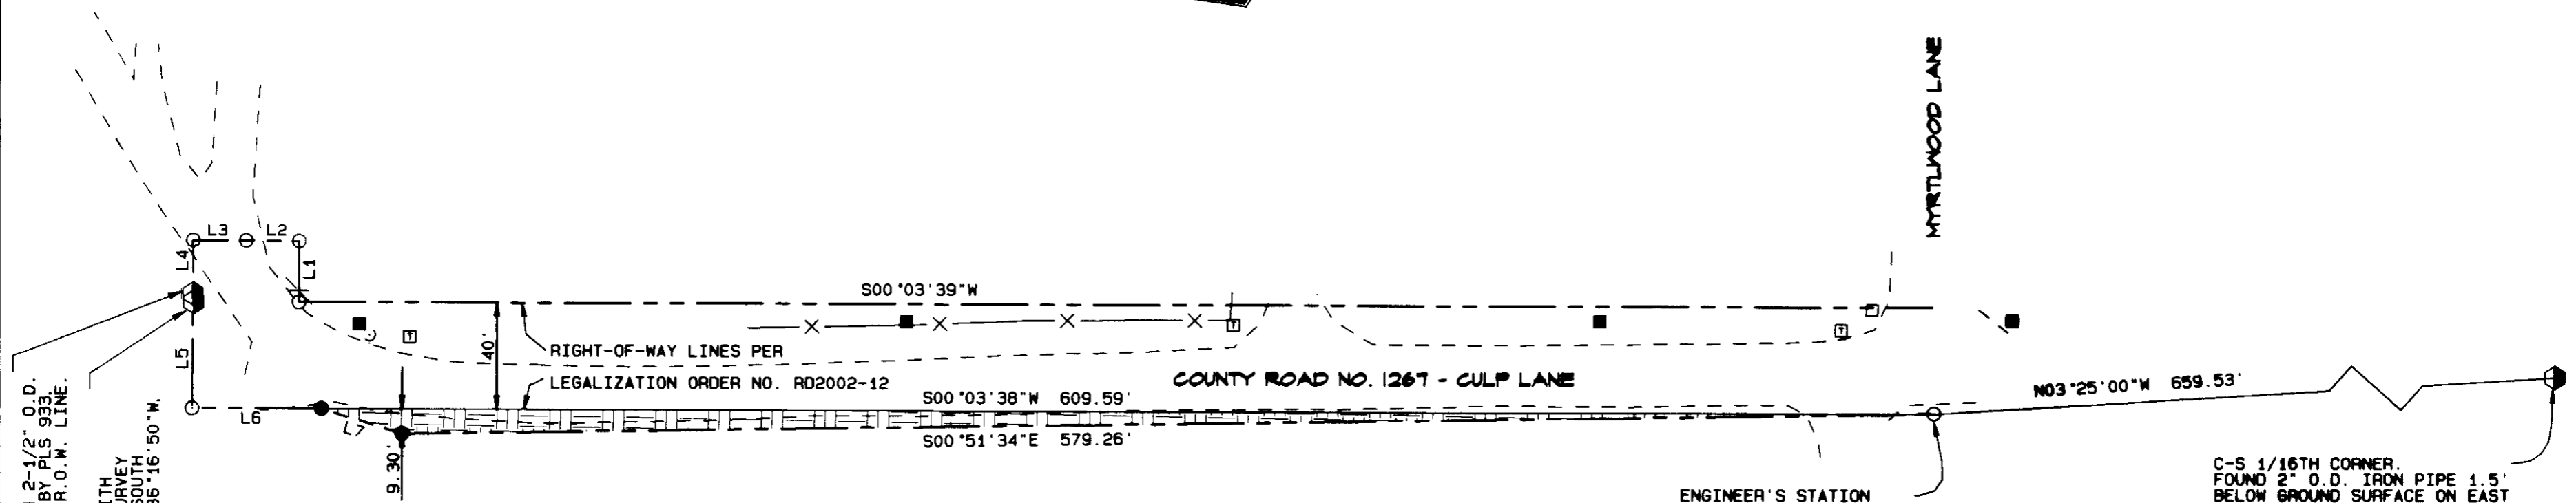 MYRTLWOOD LANE
L3
L2
L4
L1
S00°03'39"W
L5
40'
RIGHT-OF-WAY LINES PER
LEGALIZATION ORDER NO. RD2002-12
COUNTY ROAD NO. 1267 - CULP LANE
N03°25'00"W 659.53'
S00°03'38"W 609.59'
L6
L7
S00°51'34"E 579.26'
9.30'
2-1/2" O.D.
BY PLS 933.
R.O.W. LINE.
SOUTH
36°16'50"W,
ENGINEER'S STATION
C-S 1/16TH CORNER.
FOUND 2" O.D. IRON PIPE 1.5'
BELOW GROUND SURFACE ON EAST